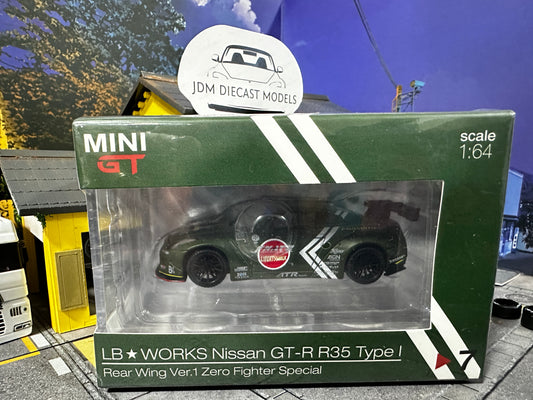 JDM DIECAST MODELS
MINI
GT
scale
1:64
LB★WORKS Nissan GT-R R35 Type I
Rear Wing Ver.1 Zero Fighter Special
7